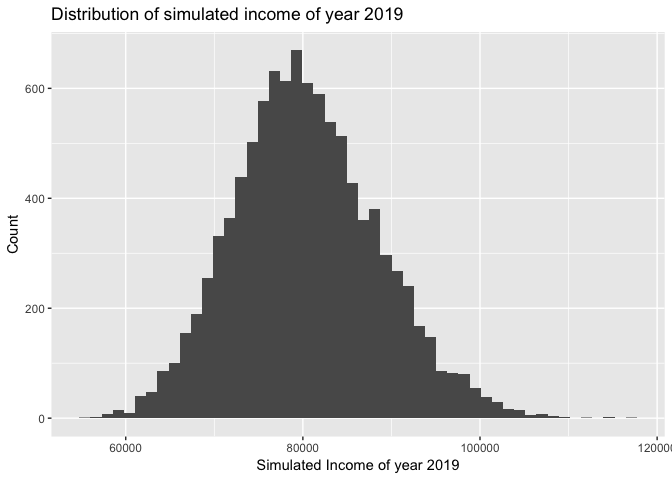 Distribution of simulated income of year 2019
600
400
200
0
Count
60000
80000
100000
120000
Simulated Income of year 2019